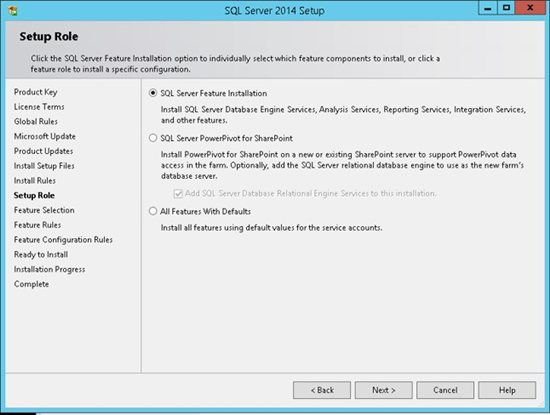 SQL Server 2014 Setup
Setup Role
Click the SQL Server Feature Installation option to individually select which feature components to install, or click a
feature role to install a specific configuration.
Product Key
License Terms
Global Rules
Microsoft Update
Product Updates
Install Setup Files
Install Rules
Setup Role
Feature Selection
Feature Rules
Feature Configuration Rules
Ready to Install
Installation Progress
Complete
SQL Server Feature Installation
Install SQL Server Database Engine Services, Analysis Services, Reporting Services, Integration Services,
and other features.
SQL Server PowerPivot for SharePoint
Install PowerPivot for SharePoint on a new or existing SharePoint server to support PowerPivot data
access in the farm. Optionally, add the SQL Server relational database engine to use as the new farm's
database server.
Add SQL Server Database Relational Engine Services to this installation.
All Features With Defaults
Install all features using default values for the service accounts.
< Back
Next >
Cancel
Help